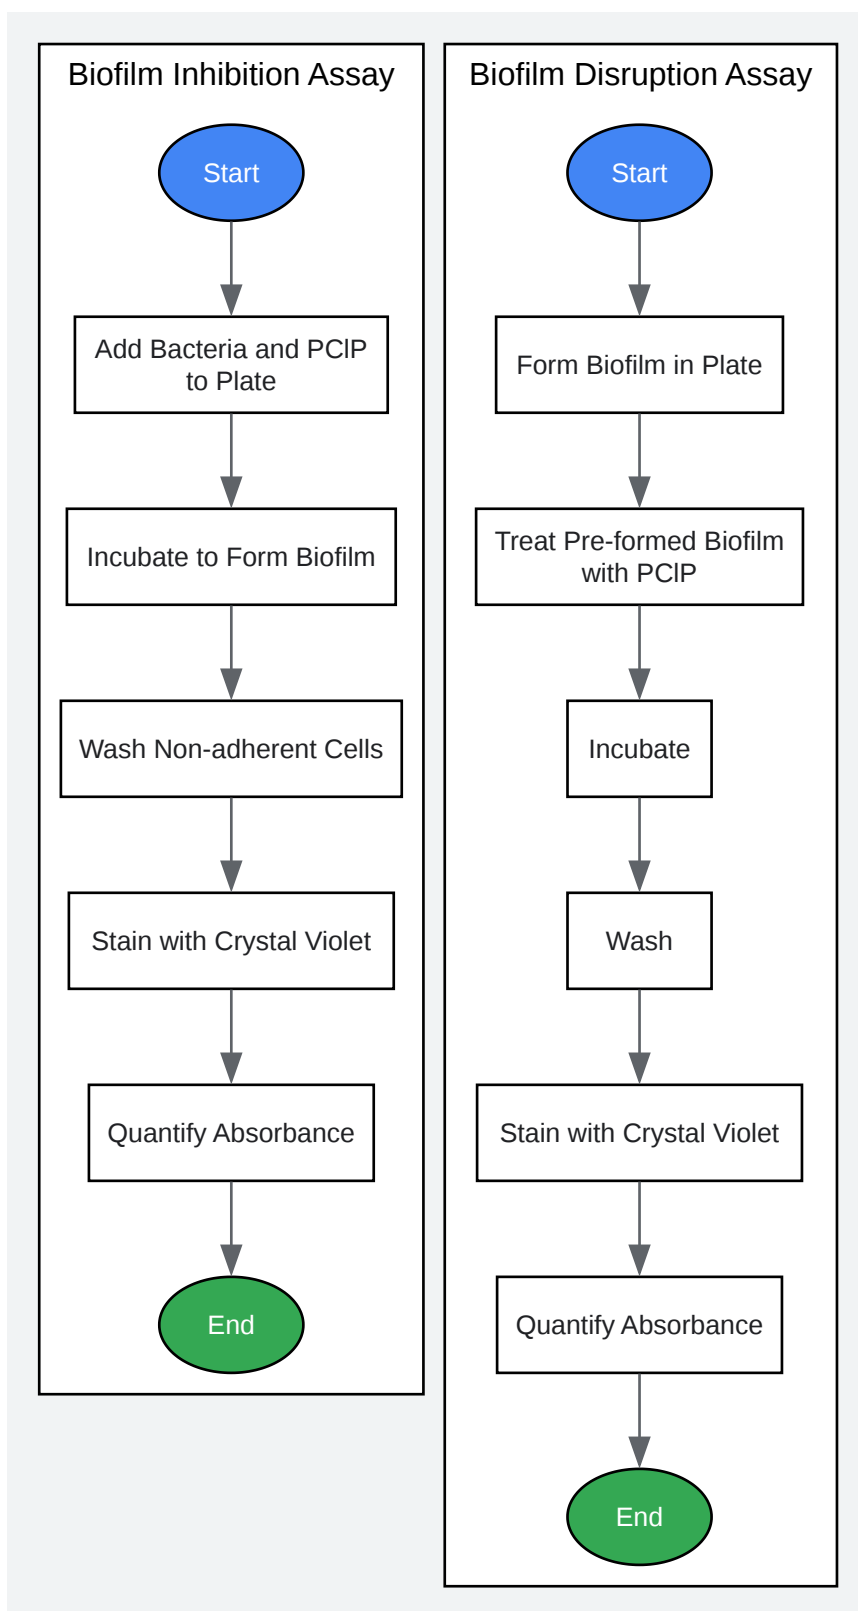 Biofilm Inhibition Assay
Start
Add Bacteria and PClP
to Plate
Incubate to Form Biofilm
Wash Non-adherent Cells
Stain with Crystal Violet
Quantify Absorbance
End
Biofilm Disruption Assay
Start
Form Biofilm in Plate
Treat Pre-formed Biofilm
with PClP
Incubate
Wash
Stain with Crystal Violet
Quantify Absorbance
End